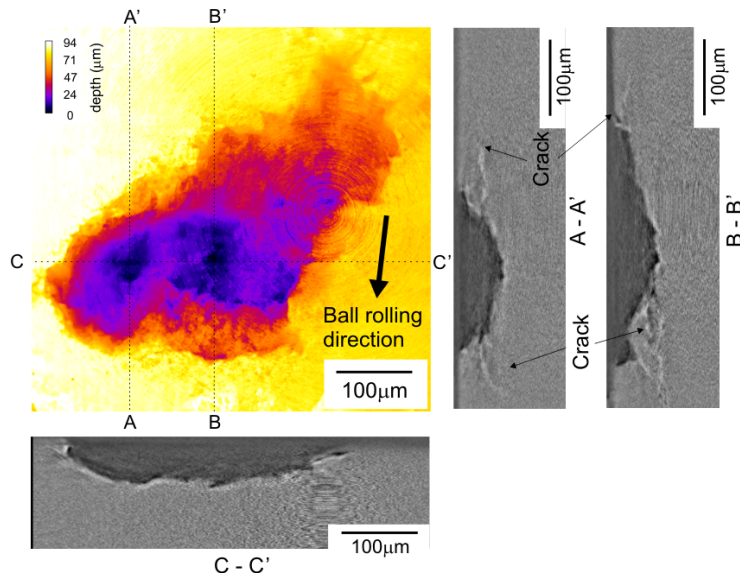 A'
B'
94
71
47
24
0
depth (μm)
C
C'
Ball rolling
direction
100μm
A
B
100μm
C - C'
Crack
Crack
100μm
A - A'
100μm
B - B'